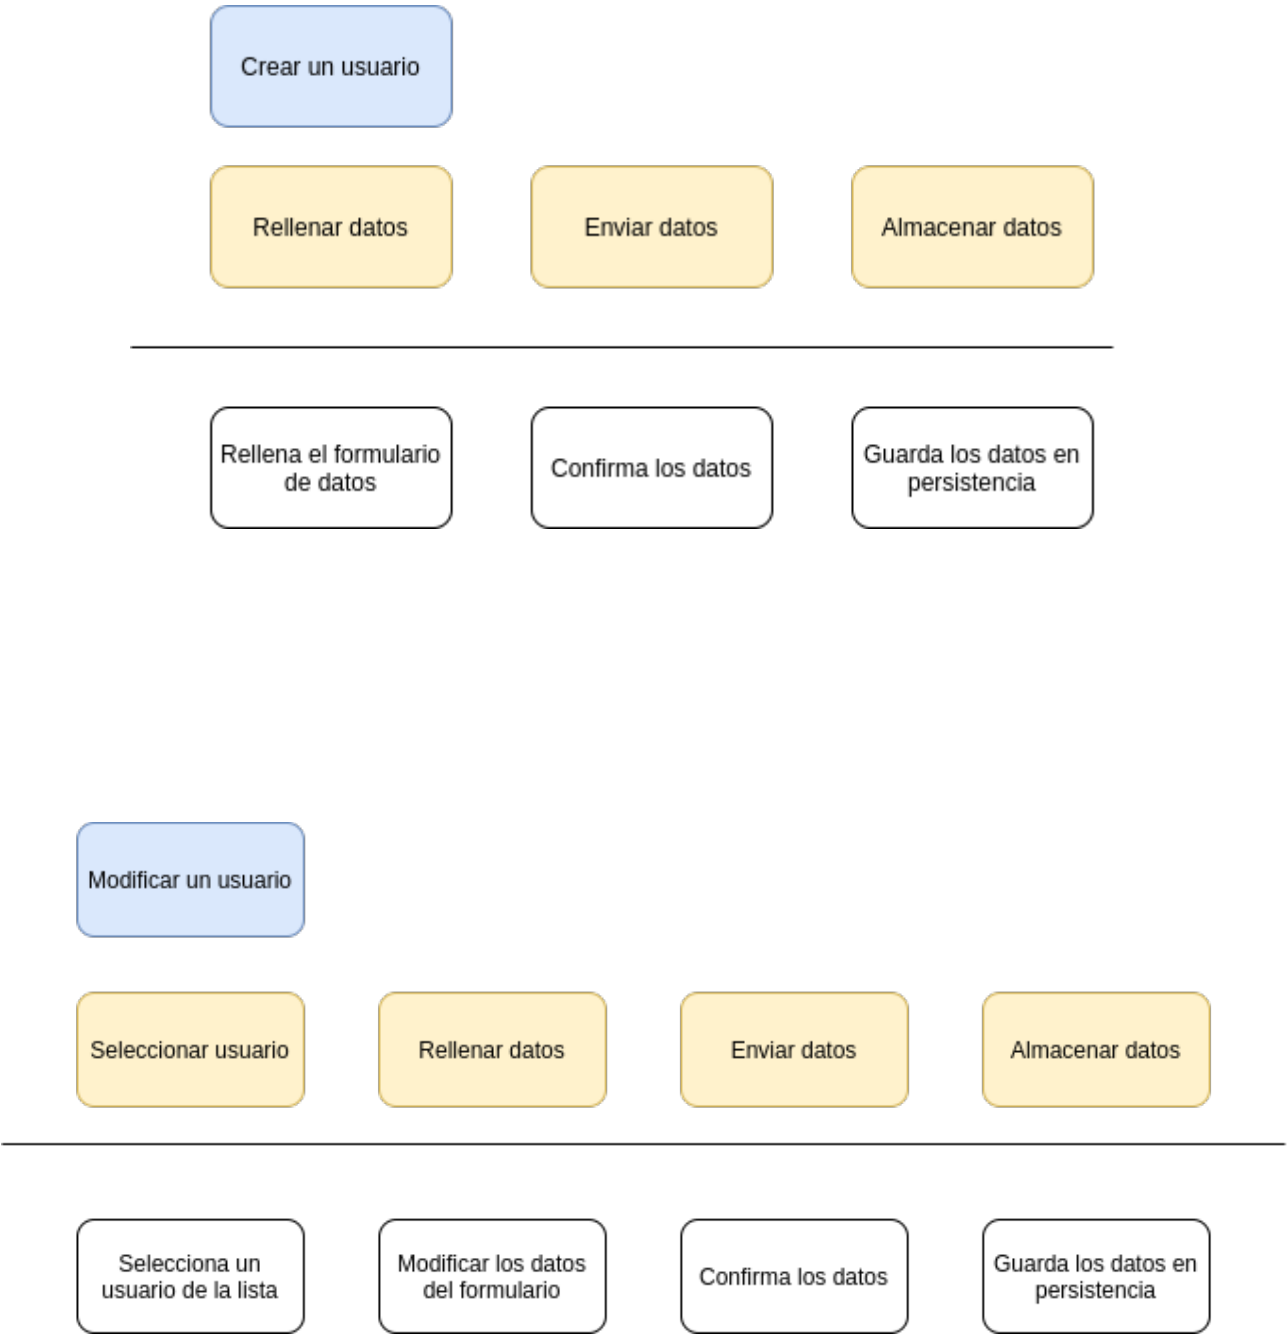 Crear un usuario
Rellenar datos
Enviar datos
Almacenar datos
Rellena el formulario
de datos
Confirma los datos
Guarda los datos en
persistencia
Modificar un usuario
Seleccionar usuario
Rellenar datos
Enviar datos
Almacenar datos
Selecciona un
usuario de la lista
Modificar los datos
del formulario
Confirma los datos
Guarda los datos en
persistencia